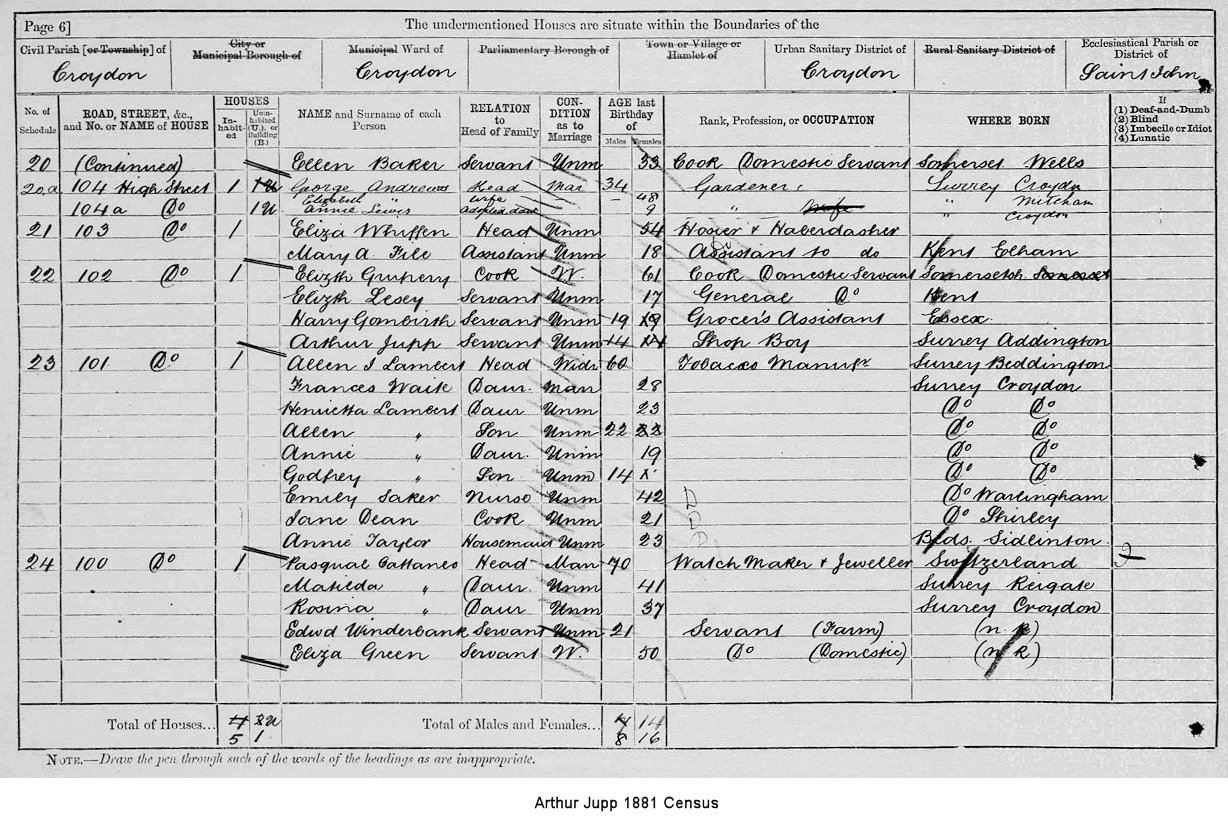 Page 6]
The undermentioned Houses are situate within the Boundaries of the
Civil Parish [or Township] of
Croydon
City or
Municipal Borough of
Municipal Ward of
Croydon
Parliamentary Borough of
Town or Village or
Hamlet of
Urban Sanitary District of
Croydon
Rural Sanitary District of
Ecclesiastical Parish or
District of
Saint John
No. of
Schedule
ROAD, STREET, &c.,
and No. or NAME of HOUSE
HOUSES
In-
habit-
ed
Unin-
habited
(U.), or
Building
(B.)
NAME and Surname of each
Person
RELATION
to
Head of Family
CON-
DITION
as to
Marriage
AGE last
Birthday
of
Males Females
Rank, Profession, or OCCUPATION
WHERE BORN
If
(1) Deaf-and-Dumb
(2) Blind
(3) Imbecile or Idiot
(4) Lunatic
20 (Continued) Ellen Baker Servant Unm 33 Cook Domestic Servant Somerset Wells
20a 104 High Street 1 1U George Andrews Head Mar 34 Gardener Surrey Croydn
Elizabeth " Wife — 48 " Mitcham
104a Do 1U Annie Lewis Adopted daur 9 " Wife " Croydon
21 103 Do 1 Eliza Whiffen Head Unm 54 Hosier & Haberdasher
Mary A. File Assistant Unm 18 Assistant to do Kent Elham
22 102 Do 1 Elizth Cook W. 61 Cook Domestic Servant Somersetsh. Somerset
Elizth Lesey Servant Unm 17 General Do Kent
Harry Gombirth Servant Unm 19 19 Grocer's Assistant Essex
Arthur Jupp Servant Unm 14 14 Shop Boy Surrey Addington
23 101 Do 1 Allen J Lambert Head Widr 60 Tobacco Manufr Surrey Beddington
Frances Waite Daur. Mar 28 Surrey Croydon
Henrietta Lambert Daur Unm 23 Do Do
Allen " Son Unm 22 22 Do Do
Annie " Daur. Unm 19 Do Do
Godfrey " Son Unm 14 Do Do
Emily Saker Nurse Unm 42 Do Warlingham
Jane Dean Cook Unm 21 Do Shirley
Annie Taylor Housemaid Unm 23 Beds. Sidlinton
24 100 Do 1 Pasqual Cattaneo Head Man 70 Watch Maker & Jeweller Switzerland
Matilda " Daur. Unm 41 Surrey Reigate
Rosina " Daur Unm 37 Surrey Croydon
Edwd Winderbank Servant Unm 21 Servant (Farm) (n.k)
Eliza Green Servant W. 50 Do (Domestic) (n k)
Total of Houses... 4 2U
5 1
Total of Males and Females... 4 14
8 16
NOTE.—Draw the pen through such of the words of the headings as are inappropriate.
Arthur Jupp 1881 Census